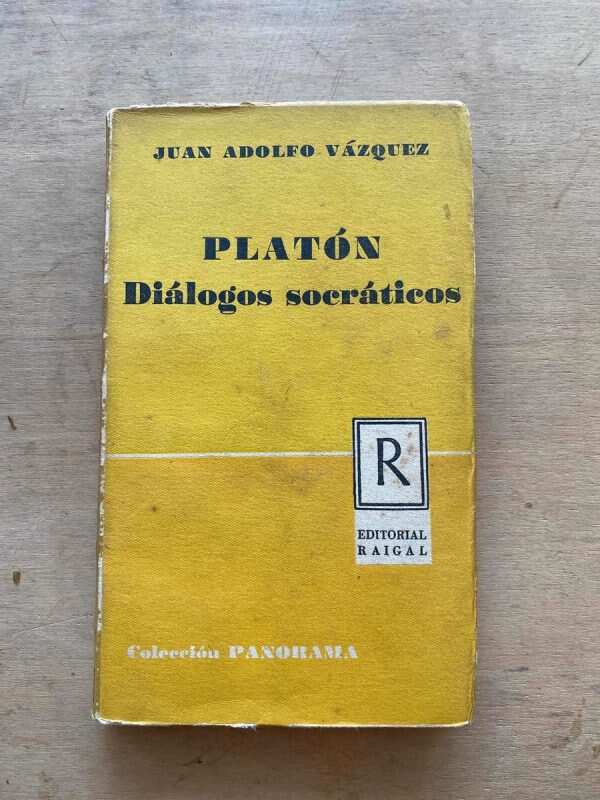 JUAN ADOLFO VÁZQUEZ
PLATÓN
Diálogos socráticos
R
EDITORIAL
RAIGAL
Colección PANORAMA